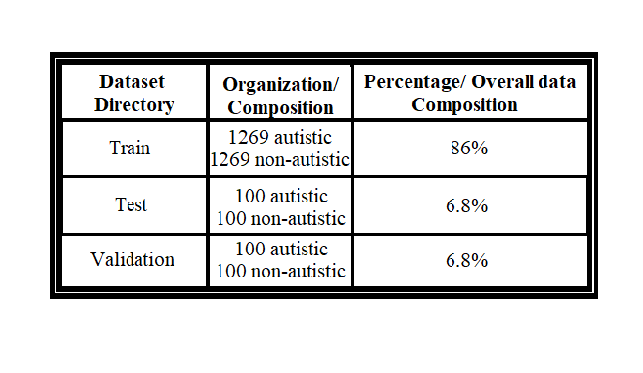 Dataset
Directory
Organization/
Composition
Percentage/ Overall data
Composition
Train
1269 autistic
1269 non-autistic
86%
Test
100 autistic
100 non-autistic
6.8%
Validation
100 autistic
100 non-autistic
6.8%